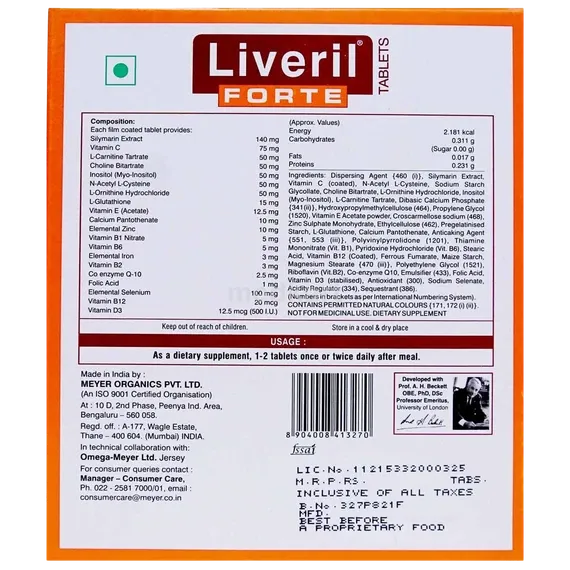 Liveril®
FORTE
TABLETS
Composition:
Each film coated tablet provides:
Silymarin Extract 140 mg
Vitamin C 75 mg
L-Carnitine Tartrate 50 mg
Choline Bitartrate 50 mg
Inositol (Myo-Inositol) 50 mg
N-Acetyl L-Cysteine 50 mg
L-Ornithine Hydrochloride 50 mg
L-Glutathione 15 mg
Vitamin E (Acetate) 12.5 mg
Calcium Pantothenate 10 mg
Elemental Zinc 10 mg
Vitamin B1 Nitrate 5 mg
Vitamin B6 5 mg
Elemental Iron 3 mg
Vitamin B2 3 mg
Co enzyme Q-10 2.5 mg
Folic Acid 1 mg
Elemental Selenium 100 mcg
Vitamin B12 20 mcg
Vitamin D3 12.5 mcg (500 I.U.)
(Approx. Values)
Energy 2.181 kcal
Carbohydrates 0.311 g
(Sugar 0.00 g)
Fats 0.017 g
Proteins 0.231 g
Ingredients: Dispersing Agent {460 (i)}, Silymarin Extract,
Vitamin C (coated), N-Acetyl L-Cysteine, Sodium Starch
Glycollate, Choline Bitartrate, L-Ornithine Hydrochloride, Inositol
(Myo-Inositol), L-Carnitine Tartrate, Dibasic Calcium Phosphate
{341(ii)}, Hydroxypropylmethylcellulose (464), Propylene Glycol
(1520), Vitamin E Acetate powder, Croscarmellose sodium (468),
Zinc Sulphate Monohydrate, Ethylcellulose (462), Pregelatinised
Starch, L-Glutathione, Calcium Pantothenate, Anticaking Agent
{551, 553 (iii)}, Polyvinylpyrrolidone (1201), Thiamine
Mononitrate (Vit. B1), Pyridoxine Hydrochloride (Vit. B6), Stearic
Acid, Vitamin B12 (Coated), Ferrous Fumarate, Maize Starch,
Magnesium Stearate {470 (iii)}, Polyethylene Glycol (1521),
Riboflavin (Vit.B2), Co-enzyme Q10, Emulsifier (433), Folic Acid,
Vitamin D3 (stabilised), Antioxidant (300), Sodium Selenate,
Acidity Regulator (334), Sequestrant (386).
(Numbers in brackets as per International Numbering System).
CONTAINS PERMITTED NATURAL COLOURS {171, 172 (i) (ii)}
NOT FOR MEDICINAL USE. DIETARY SUPPLEMENT
Keep out of reach of children.
Store in a cool & dry place
USAGE :
As a dietary supplement, 1-2 tablets once or twice daily after meal.
Made in India by :
MEYER ORGANICS PVT. LTD.
(An ISO 9001 Certified Organisation)
At : 10 D, 2nd Phase, Peenya Ind. Area,
Bengaluru – 560 058.
Regd. off. : A-177, Wagle Estate,
Thane – 400 604. (Mumbai) INDIA.
In technical collaboration with:
Omega-Meyer Ltd. Jersey
For consumer queries contact :
Manager – Consumer Care,
Ph. 022 - 2581 7000/01, email -
consumercare@meyer.co.in
8 904008 413270
fssai
Developed with
Prof. A. H. Beckett
OBE, PhD, DSc
Professor Emeritus,
University of London
LIC.No.11215332000325
M.R.P.RS. TABS.
INCLUSIVE OF ALL TAXES
B.No.327P821F
MFD.
BEST BEFORE
A PROPRIETARY FOOD